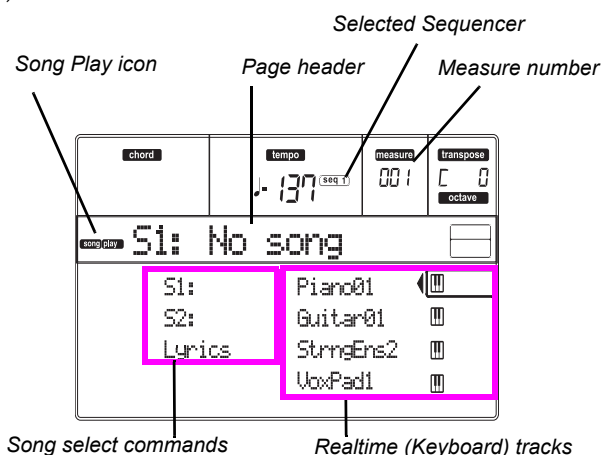 Selected Sequencer
Song Play icon Page header Measure number
chord tempo measure transpose
♩= 137 seq 1 001 C 0
octave
song play S1: No song
S1: Piano01
S2: Guitar01
Lyrics StrngEns2
VoxPad1
Song select commands Realtime (Keyboard) tracks